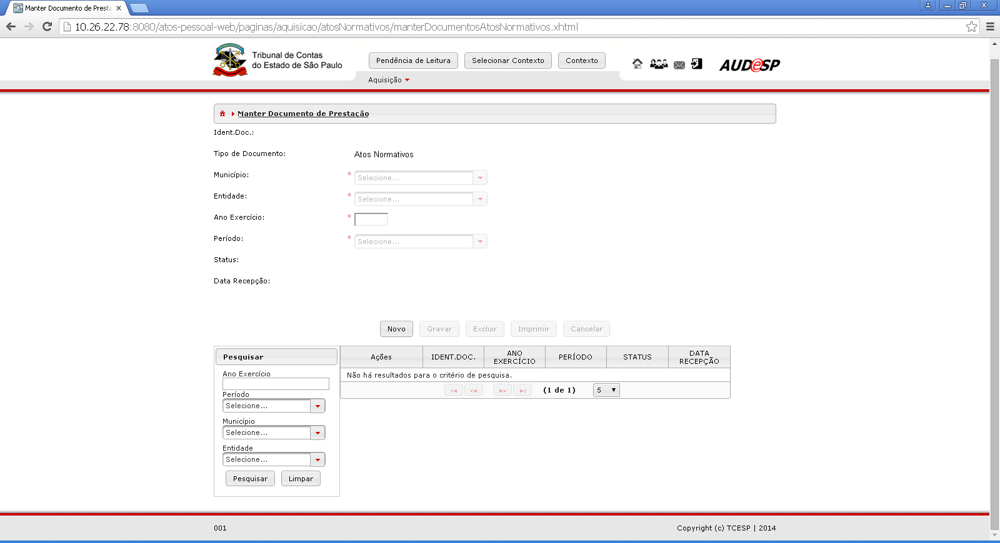 Manter Documento de Presta
10.26.22.78:8080/atos-pessoal-web/paginas/aquisicao/atosNormativos/manterDocumentosAtosNormativos.xhtml
Tribunal de Contas
do Estado de São Paulo
Pendência de Leitura
Selecionar Contexto
Contexto
AUDeSP
Aquisição
Manter Documento de Prestação
Ident.Doc.:
Tipo de Documento: Atos Normativos
Município: * Selecione...
Entidade: * Selecione...
Ano Exercício: *
Período: * Selecione...
Status:
Data Recepção:
Novo Gravar Excluir Imprimir Cancelar
Pesquisar
Ano Exercício
Período
Selecione...
Município
Selecione...
Entidade
Selecione...
Pesquisar Limpar
Ações IDENT.DOC. ANO EXERCÍCIO PERÍODO STATUS DATA RECEPÇÃO
Não há resultados para o critério de pesquisa.
(1 de 1) 5
001
Copyright (c) TCESP | 2014